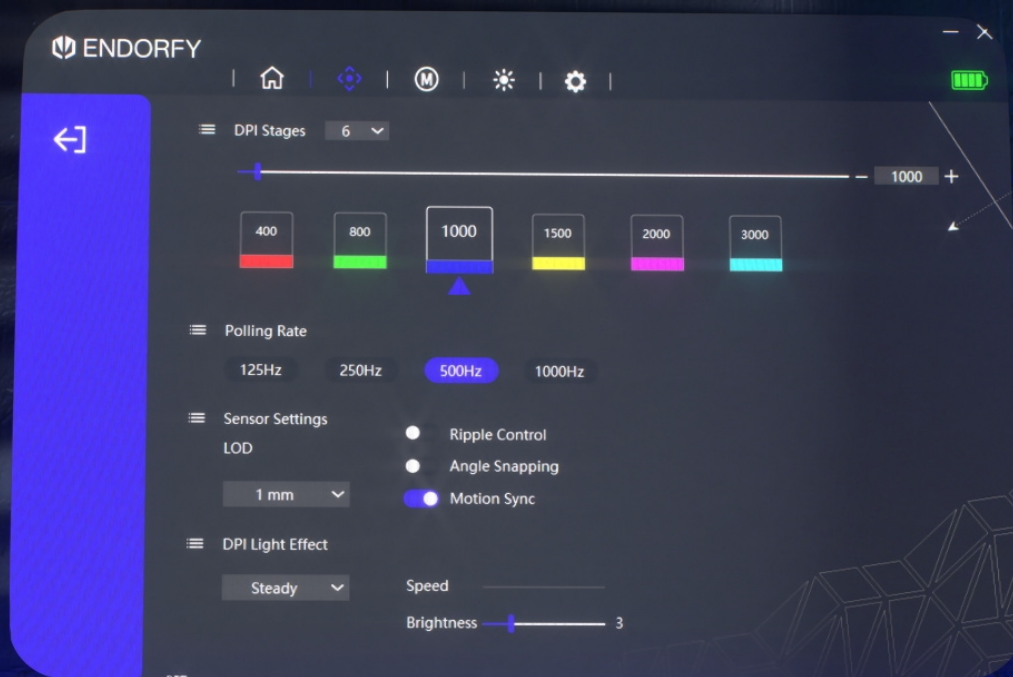 ENDORFY
M
DPI Stages 6
1000
400 800 1000 1500 2000 3000
Polling Rate
125Hz 250Hz 500Hz 1000Hz
Sensor Settings
LOD
1 mm
Ripple Control
Angle Snapping
Motion Sync
DPI Light Effect
Steady
Speed
Brightness 3